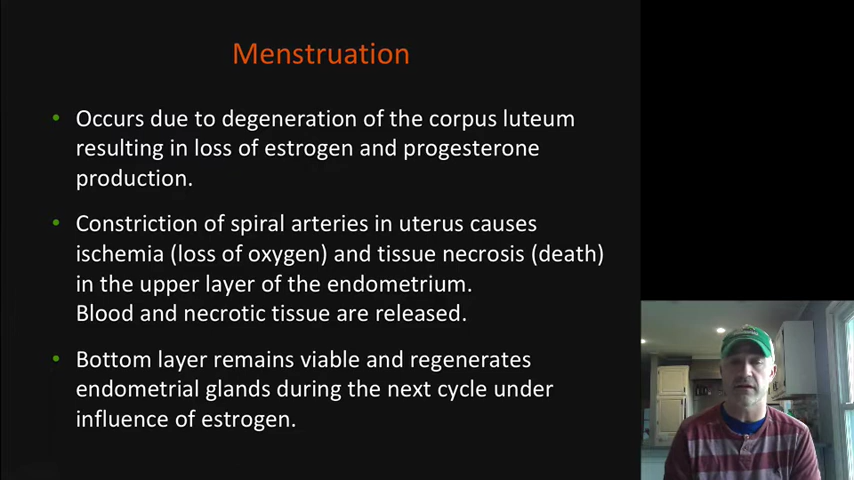 Menstruation
• Occurs due to degeneration of the corpus luteum
resulting in loss of estrogen and progesterone
production.
• Constriction of spiral arteries in uterus causes
ischemia (loss of oxygen) and tissue necrosis (death)
in the upper layer of the endometrium.
Blood and necrotic tissue are released.
• Bottom layer remains viable and regenerates
endometrial glands during the next cycle under
influence of estrogen.